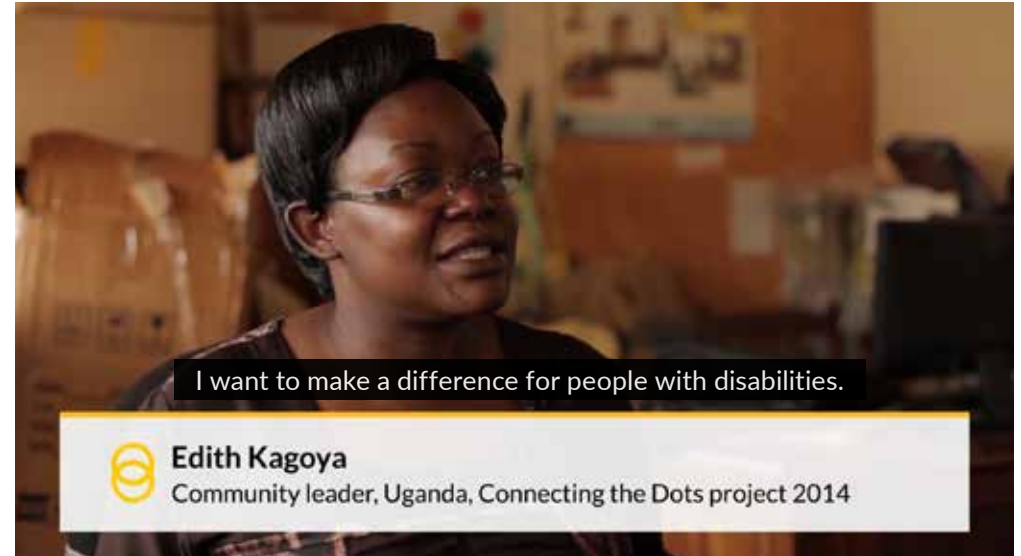 I want to make a difference for people with disabilities.
Edith Kagoya
Community leader, Uganda, Connecting the Dots project 2014